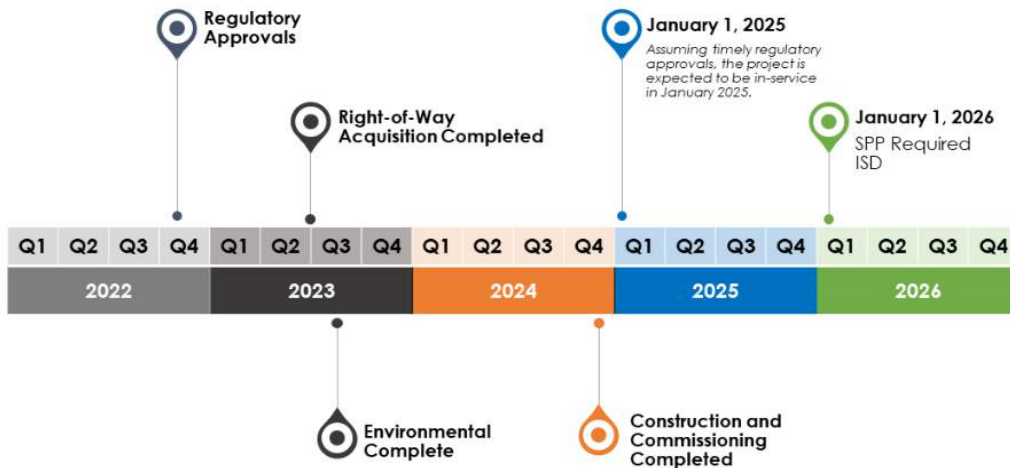 Regulatory
Approvals
January 1, 2025
Assuming timely regulatory
approvals, the project is
expected to be in-service
in January 2025.
Right-of-Way
Acquisition Completed
January 1, 2026
SPP Required
ISD
Q1 Q2 Q3 Q4 Q1 Q2 Q3 Q4 Q1 Q2 Q3 Q4 Q1 Q2 Q3 Q4 Q1 Q2 Q3 Q4
2022 2023 2024 2025 2026
Environmental
Complete
Construction and
Commissioning
Completed